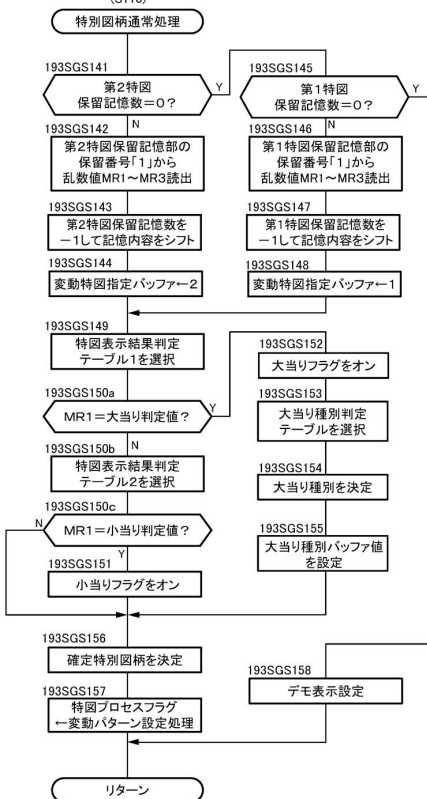 (S110)
特別図柄通常処理
193SGS141
第2特図
保留記憶数=0?
Y
N
193SGS142
第2特図保留記憶部の
保留番号「1」から
乱数値MR1~MR3読出
193SGS143
第2特図保留記憶数を
-1して記憶内容をシフト
193SGS144
変動特図指定バッファ←2
193SGS145
第1特図
保留記憶数=0?
Y
N
193SGS146
第1特図保留記憶部の
保留番号「1」から
乱数値MR1~MR3読出
193SGS147
第1特図保留記憶数を
-1して記憶内容をシフト
193SGS148
変動特図指定バッファ←1
193SGS149
特図表示結果判定
テーブル1を選択
193SGS150a
MR1=大当り判定値?
Y
N
193SGS150b
特図表示結果判定
テーブル2を選択
193SGS150c
N
MR1=小当り判定値?
Y
193SGS151
小当りフラグをオン
193SGS152
大当りフラグをオン
193SGS153
大当り種別判定
テーブルを選択
193SGS154
大当り種別を決定
193SGS155
大当り種別バッファ値
を設定
193SGS156
確定特別図柄を決定
193SGS157
特図プロセスフラグ
←変動パターン設定処理
193SGS158
デモ表示設定
リターン